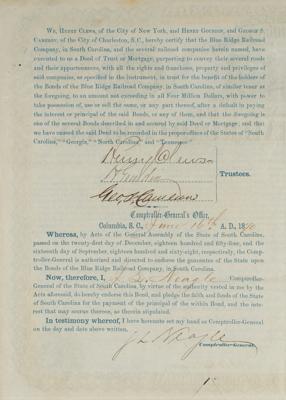 We, Henry Clews, of the City of New York, and Henry Gourdin, and George S.
Cameron, of the City of Charleston, S.C., hereby certify that the Blue Ridge Railroad
Company, in South Carolina, and the several railroad companies herein named, have
executed to us a Deed of Trust or Mortgage, purporting to convey their several roads
and their appurtenances, with all the rights and franchises, property and privileges of
said companies, as specified in the instrument, in trust for the benefit of the holders
of the Bonds of the Blue Ridge Railroad Company, in South Carolina, of similar tenor as
the foregoing, to an amount not exceeding in all Four Million Dollars, with power to
take possession of, use or sell the same, or any part thereof, after a default in paying
the interest or principal of the said Bonds, or any of them, and that the foregoing is
one of the several Bonds described in and secured by said Deed or Mortgage; and that
we have caused the said Deed to be recorded in the proper offices of the States of "South
Carolina," "Georgia," "North Carolina" and "Tennessee."
Henry Clews
H Gourdin
Trustees.
Geo. S. Cameron
Comptroller-General's Office,
Columbia, S. C., A. D., 18
Whereas, by Acts of the General Assembly of the State of South Carolina,
passed on the twenty-first day of December, eighteen hundred and fifty-four, and the
sixteenth day of September, eighteen hundred and sixty-eight, respectively, the Comp-
troller-General is authorized and directed to endorse the guarantee of the State upon
the Bonds of the Blue Ridge Railroad Company, in South Carolina.
Now, therefore, I, J L Neagle Comptroller-
General of the State of South Carolina, by virtue of the authority vested in me by the
Acts aforesaid, do hereby endorse this Bond, and pledge the faith and funds of the State
of South Carolina for the payment of the principal of the within Bond, and the inter-
est that may accrue thereon, as therein stipulated.
In testimony whereof, I have hereunto set my hand as Comptroller-General
on the day and date above written.
J L Neagle
Comptroller-General.